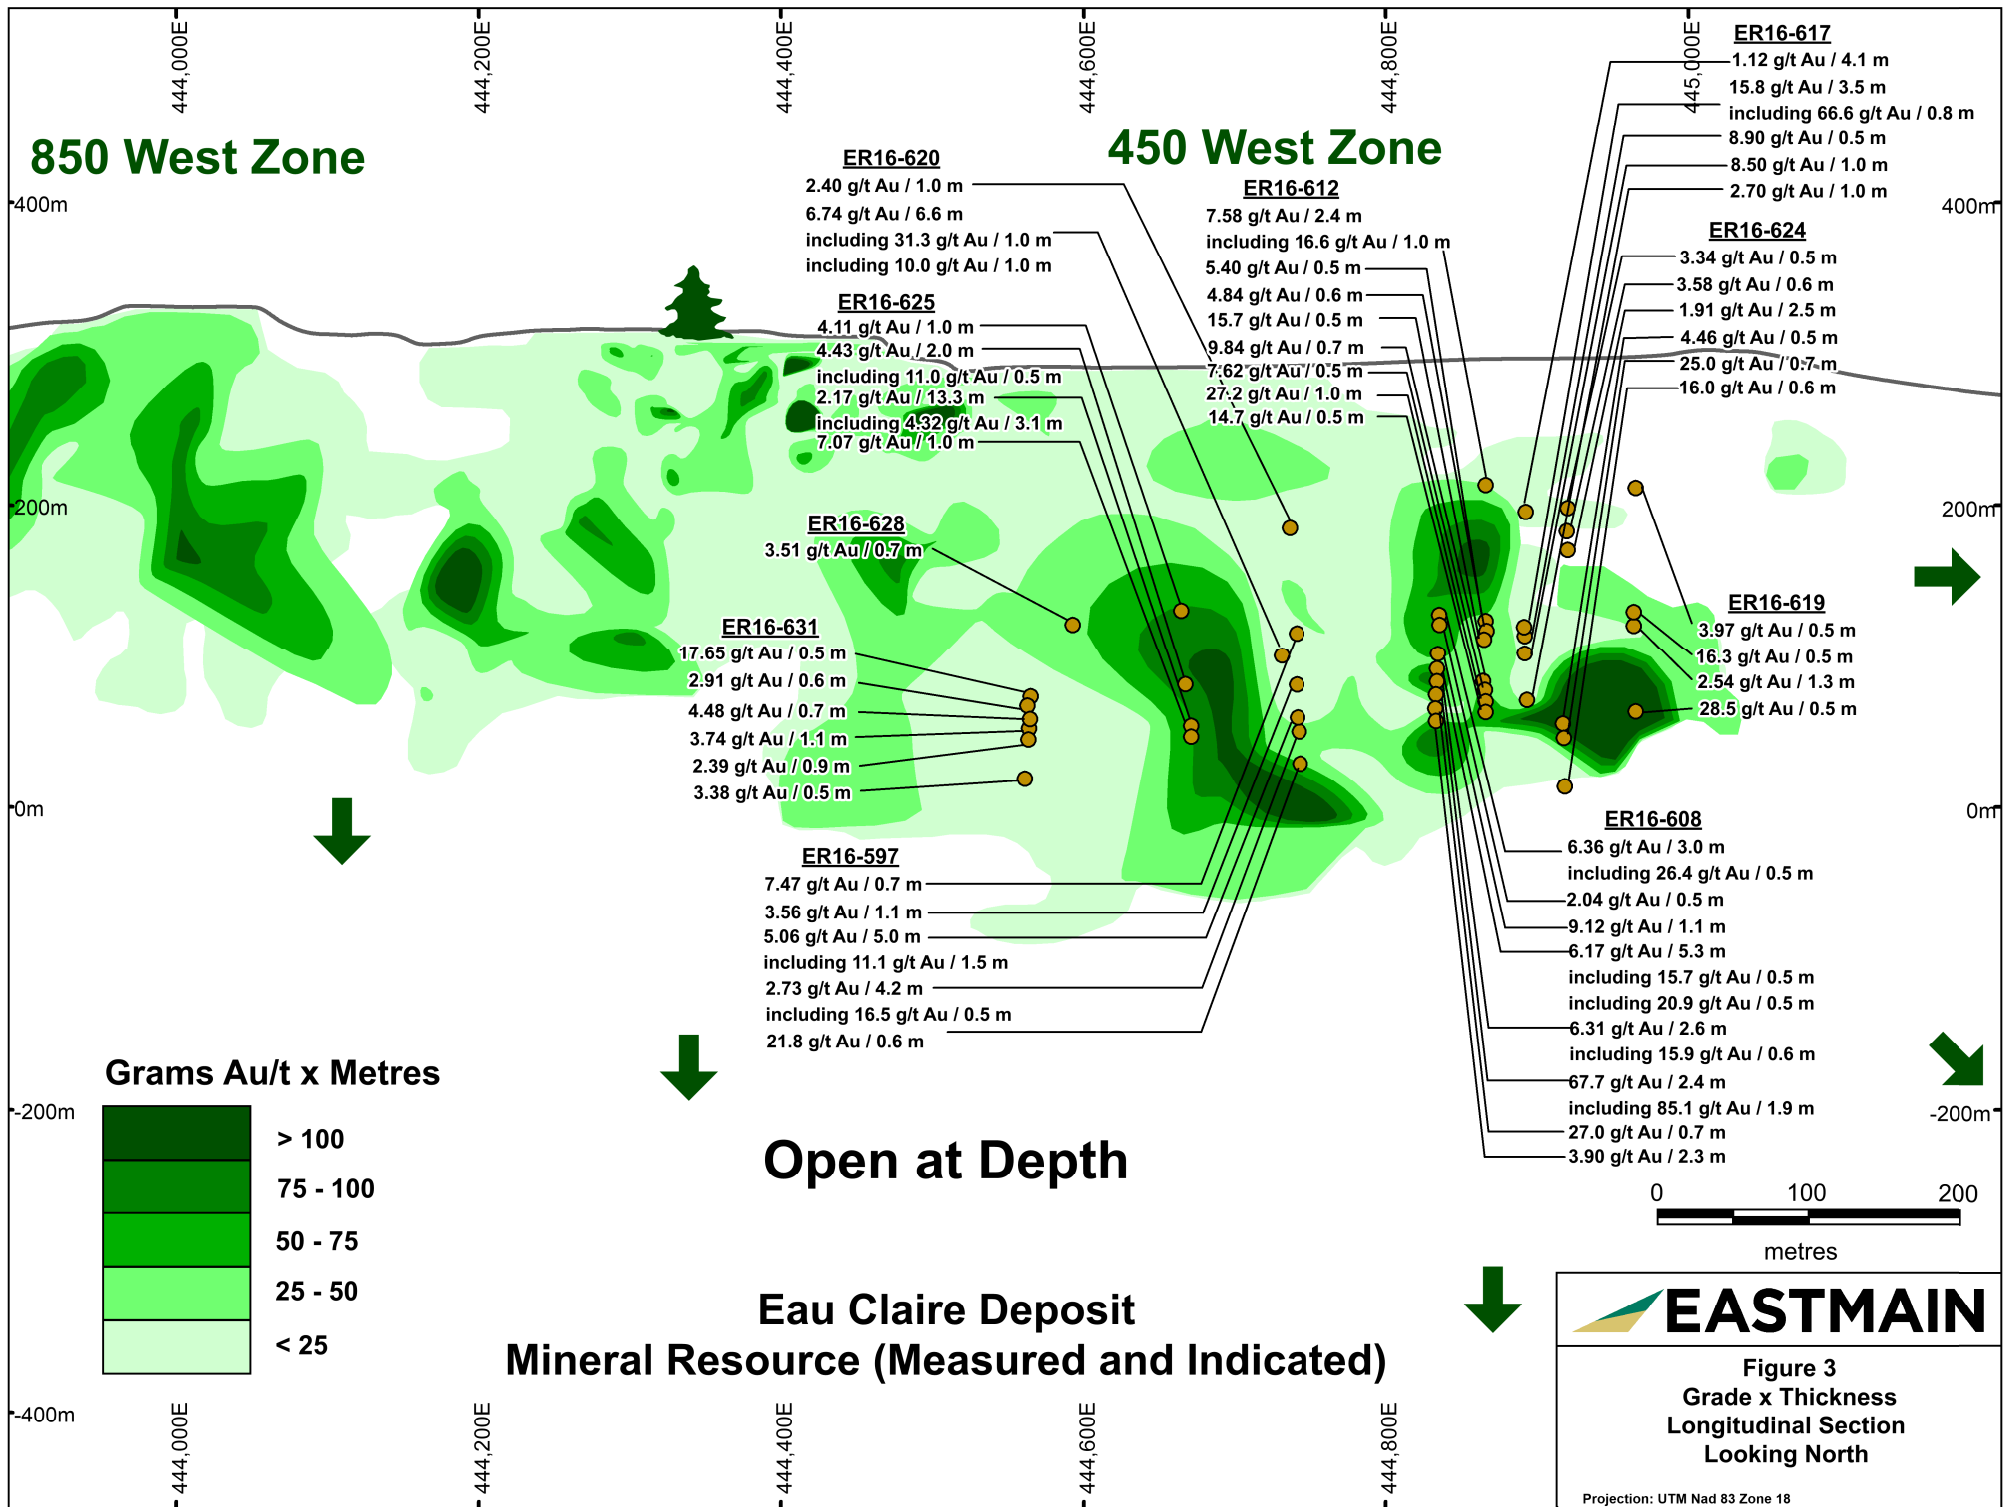 444,000E
444,200E
444,400E
444,600E
444,800E
445,000E
850 West Zone
450 West Zone
400m
200m
0m
-200m
-400m
400m
200m
0m
-200m
ER16-617
1.12 g/t Au / 4.1 m
15.8 g/t Au / 3.5 m
including 66.6 g/t Au / 0.8 m
8.90 g/t Au / 0.5 m
8.50 g/t Au / 1.0 m
2.70 g/t Au / 1.0 m
ER16-620
2.40 g/t Au / 1.0 m
6.74 g/t Au / 6.6 m
including 31.3 g/t Au / 1.0 m
including 10.0 g/t Au / 1.0 m
ER16-612
7.58 g/t Au / 2.4 m
including 16.6 g/t Au / 1.0 m
5.40 g/t Au / 0.5 m
4.84 g/t Au / 0.6 m
15.7 g/t Au / 0.5 m
9.84 g/t Au / 0.7 m
7.62 g/t Au / 0.5 m
27.2 g/t Au / 1.0 m
14.7 g/t Au / 0.5 m
ER16-624
3.34 g/t Au / 0.5 m
3.58 g/t Au / 0.6 m
1.91 g/t Au / 2.5 m
4.46 g/t Au / 0.5 m
25.0 g/t Au / 0.7 m
16.0 g/t Au / 0.6 m
ER16-625
4.11 g/t Au / 1.0 m
4.43 g/t Au / 2.0 m
including 11.0 g/t Au / 0.5 m
2.17 g/t Au / 13.3 m
including 4.32 g/t Au / 3.1 m
7.07 g/t Au / 1.0 m
ER16-628
3.51 g/t Au / 0.7 m
ER16-631
17.65 g/t Au / 0.5 m
2.91 g/t Au / 0.6 m
4.48 g/t Au / 0.7 m
3.74 g/t Au / 1.1 m
2.39 g/t Au / 0.9 m
3.38 g/t Au / 0.5 m
ER16-619
3.97 g/t Au / 0.5 m
16.3 g/t Au / 0.5 m
2.54 g/t Au / 1.3 m
28.5 g/t Au / 0.5 m
ER16-597
7.47 g/t Au / 0.7 m
3.56 g/t Au / 1.1 m
5.06 g/t Au / 5.0 m
including 11.1 g/t Au / 1.5 m
2.73 g/t Au / 4.2 m
including 16.5 g/t Au / 0.5 m
21.8 g/t Au / 0.6 m
ER16-608
6.36 g/t Au / 3.0 m
including 26.4 g/t Au / 0.5 m
2.04 g/t Au / 0.5 m
9.12 g/t Au / 1.1 m
6.17 g/t Au / 5.3 m
including 15.7 g/t Au / 0.5 m
including 20.9 g/t Au / 0.5 m
6.31 g/t Au / 2.6 m
including 15.9 g/t Au / 0.6 m
67.7 g/t Au / 2.4 m
including 85.1 g/t Au / 1.9 m
27.0 g/t Au / 0.7 m
3.90 g/t Au / 2.3 m
Grams Au/t x Metres
> 100
75 - 100
50 - 75
25 - 50
< 25
Open at Depth
Eau Claire Deposit
Mineral Resource (Measured and Indicated)
0 100 200
metres
EASTMAIN
Figure 3
Grade x Thickness
Longitudinal Section
Looking North
Projection: UTM Nad 83 Zone 18
444,000E
444,200E
444,400E
444,600E
444,800E